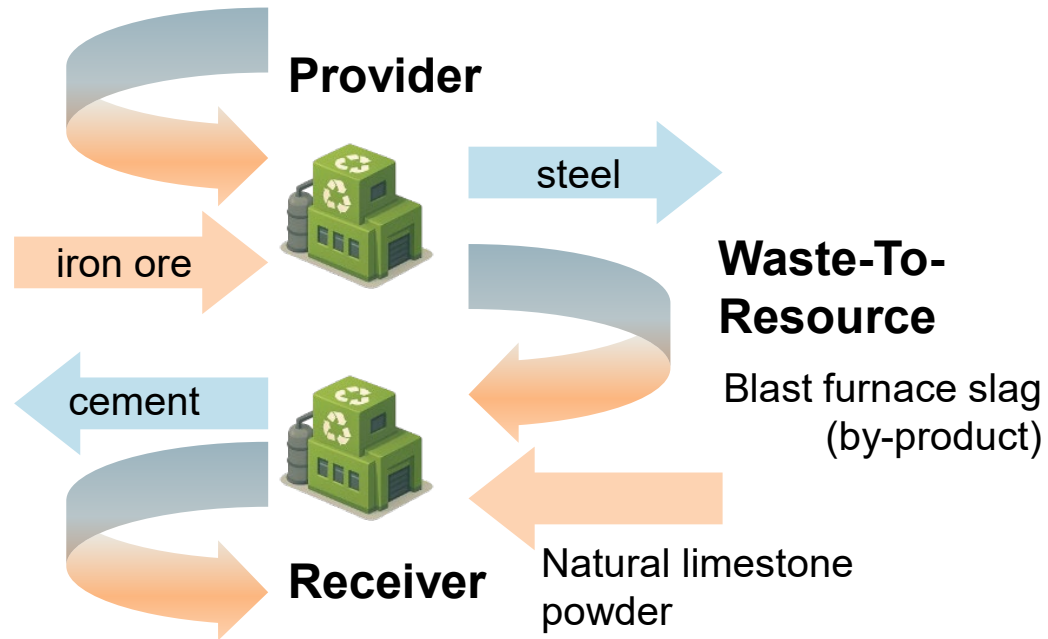 Provider
steel
iron ore
Waste-To-
Resource
cement
Blast furnace slag
(by-product)
Receiver
Natural limestone
powder